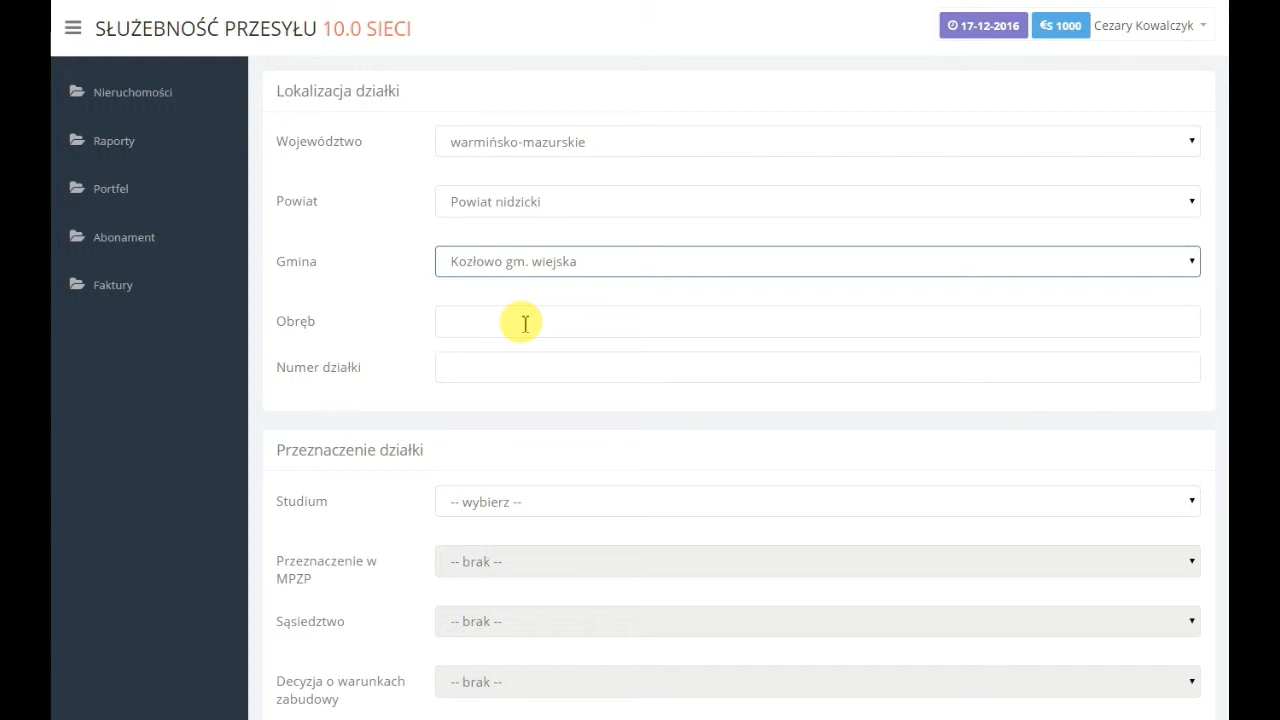 SŁUŻEBNOŚĆ PRZESYŁU 10.0 SIECI
17-12-2016
€S 1000
Cezary Kowalczyk
Nieruchomości
Raporty
Portfel
Abonament
Faktury
Lokalizacja działki
Województwo
warmińsko-mazurskie
Powiat
Powiat nidzicki
Gmina
Kozłowo gm. wiejska
Obręb
Numer działki
Przeznaczenie działki
Studium
-- wybierz --
Przeznaczenie w
MPZP
-- brak --
Sąsiedztwo
-- brak --
Decyzja o warunkach
zabudowy
-- brak --